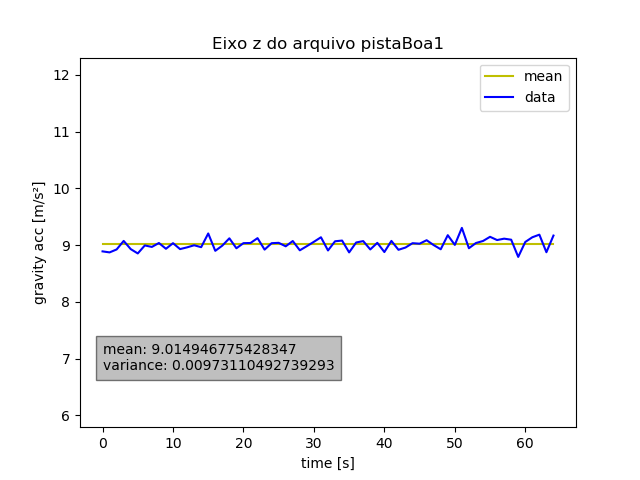 Eixo z do arquivo pistaBoa1
mean
data
12
11
10
9
8
7
6
gravity acc [m/s²]
mean: 9.014946775428347
variance: 0.00973110492739293
0 10 20 30 40 50 60
time [s]